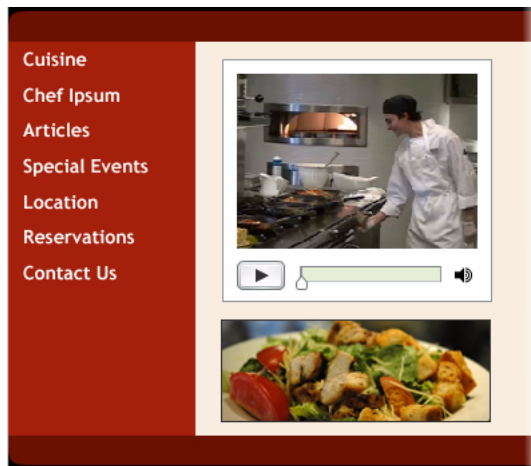 Cuisine
Chef Ipsum
Articles
Special Events
Location
Reservations
Contact Us